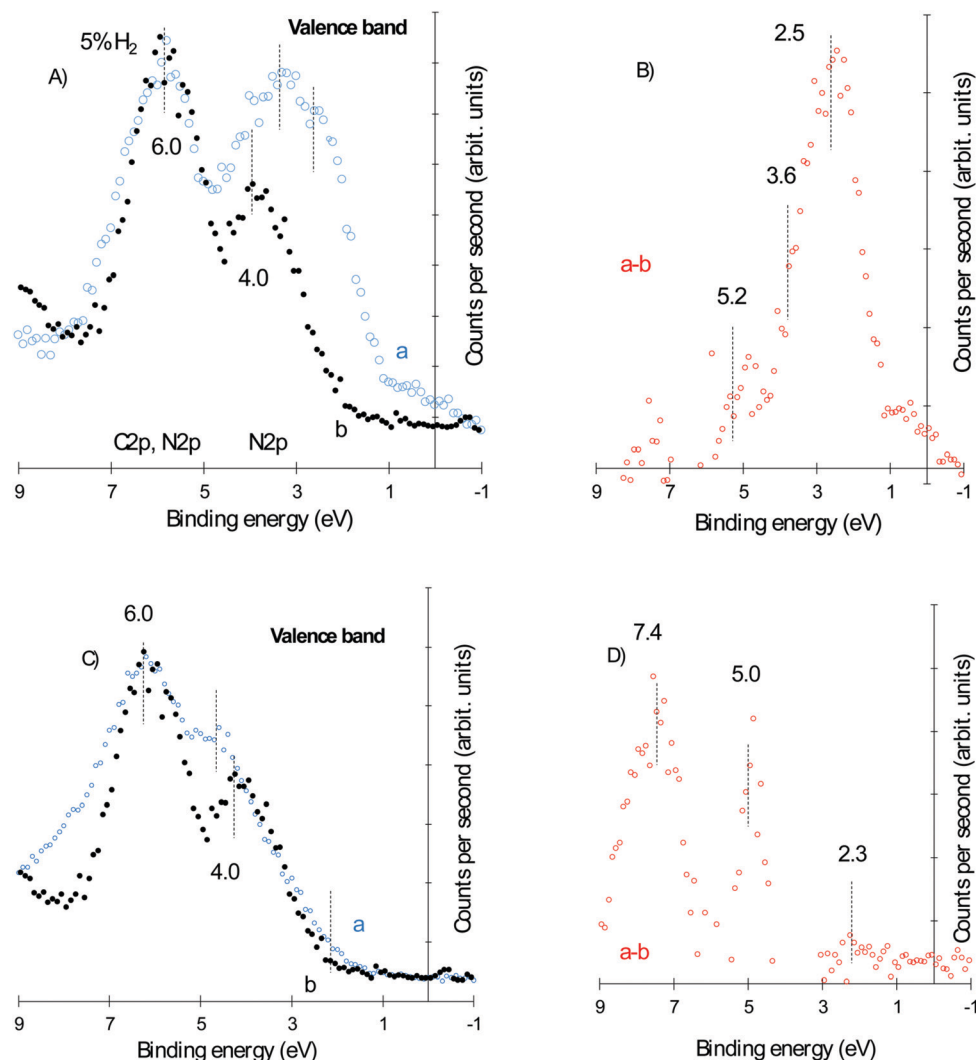 Valence band
5%H2
A)
6.0
4.0
a
b
C2p, N2p
N2p
9
7
5
3
1
-1
Binding energy (eV)
Counts per second (arbit. units)
2.5
B)
3.6
a-b
5.2
9
7
5
3
1
-1
Binding energy (eV)
Counts per second (arbit. units)
6.0
Valence band
C)
4.0
a
b
9
7
5
3
1
-1
Binding energy (eV)
Counts per second (arbit. units)
7.4
D)
5.0
2.3
a-b
9
7
5
3
1
-1
Binding energy (eV)
Counts per second (arbit. units)